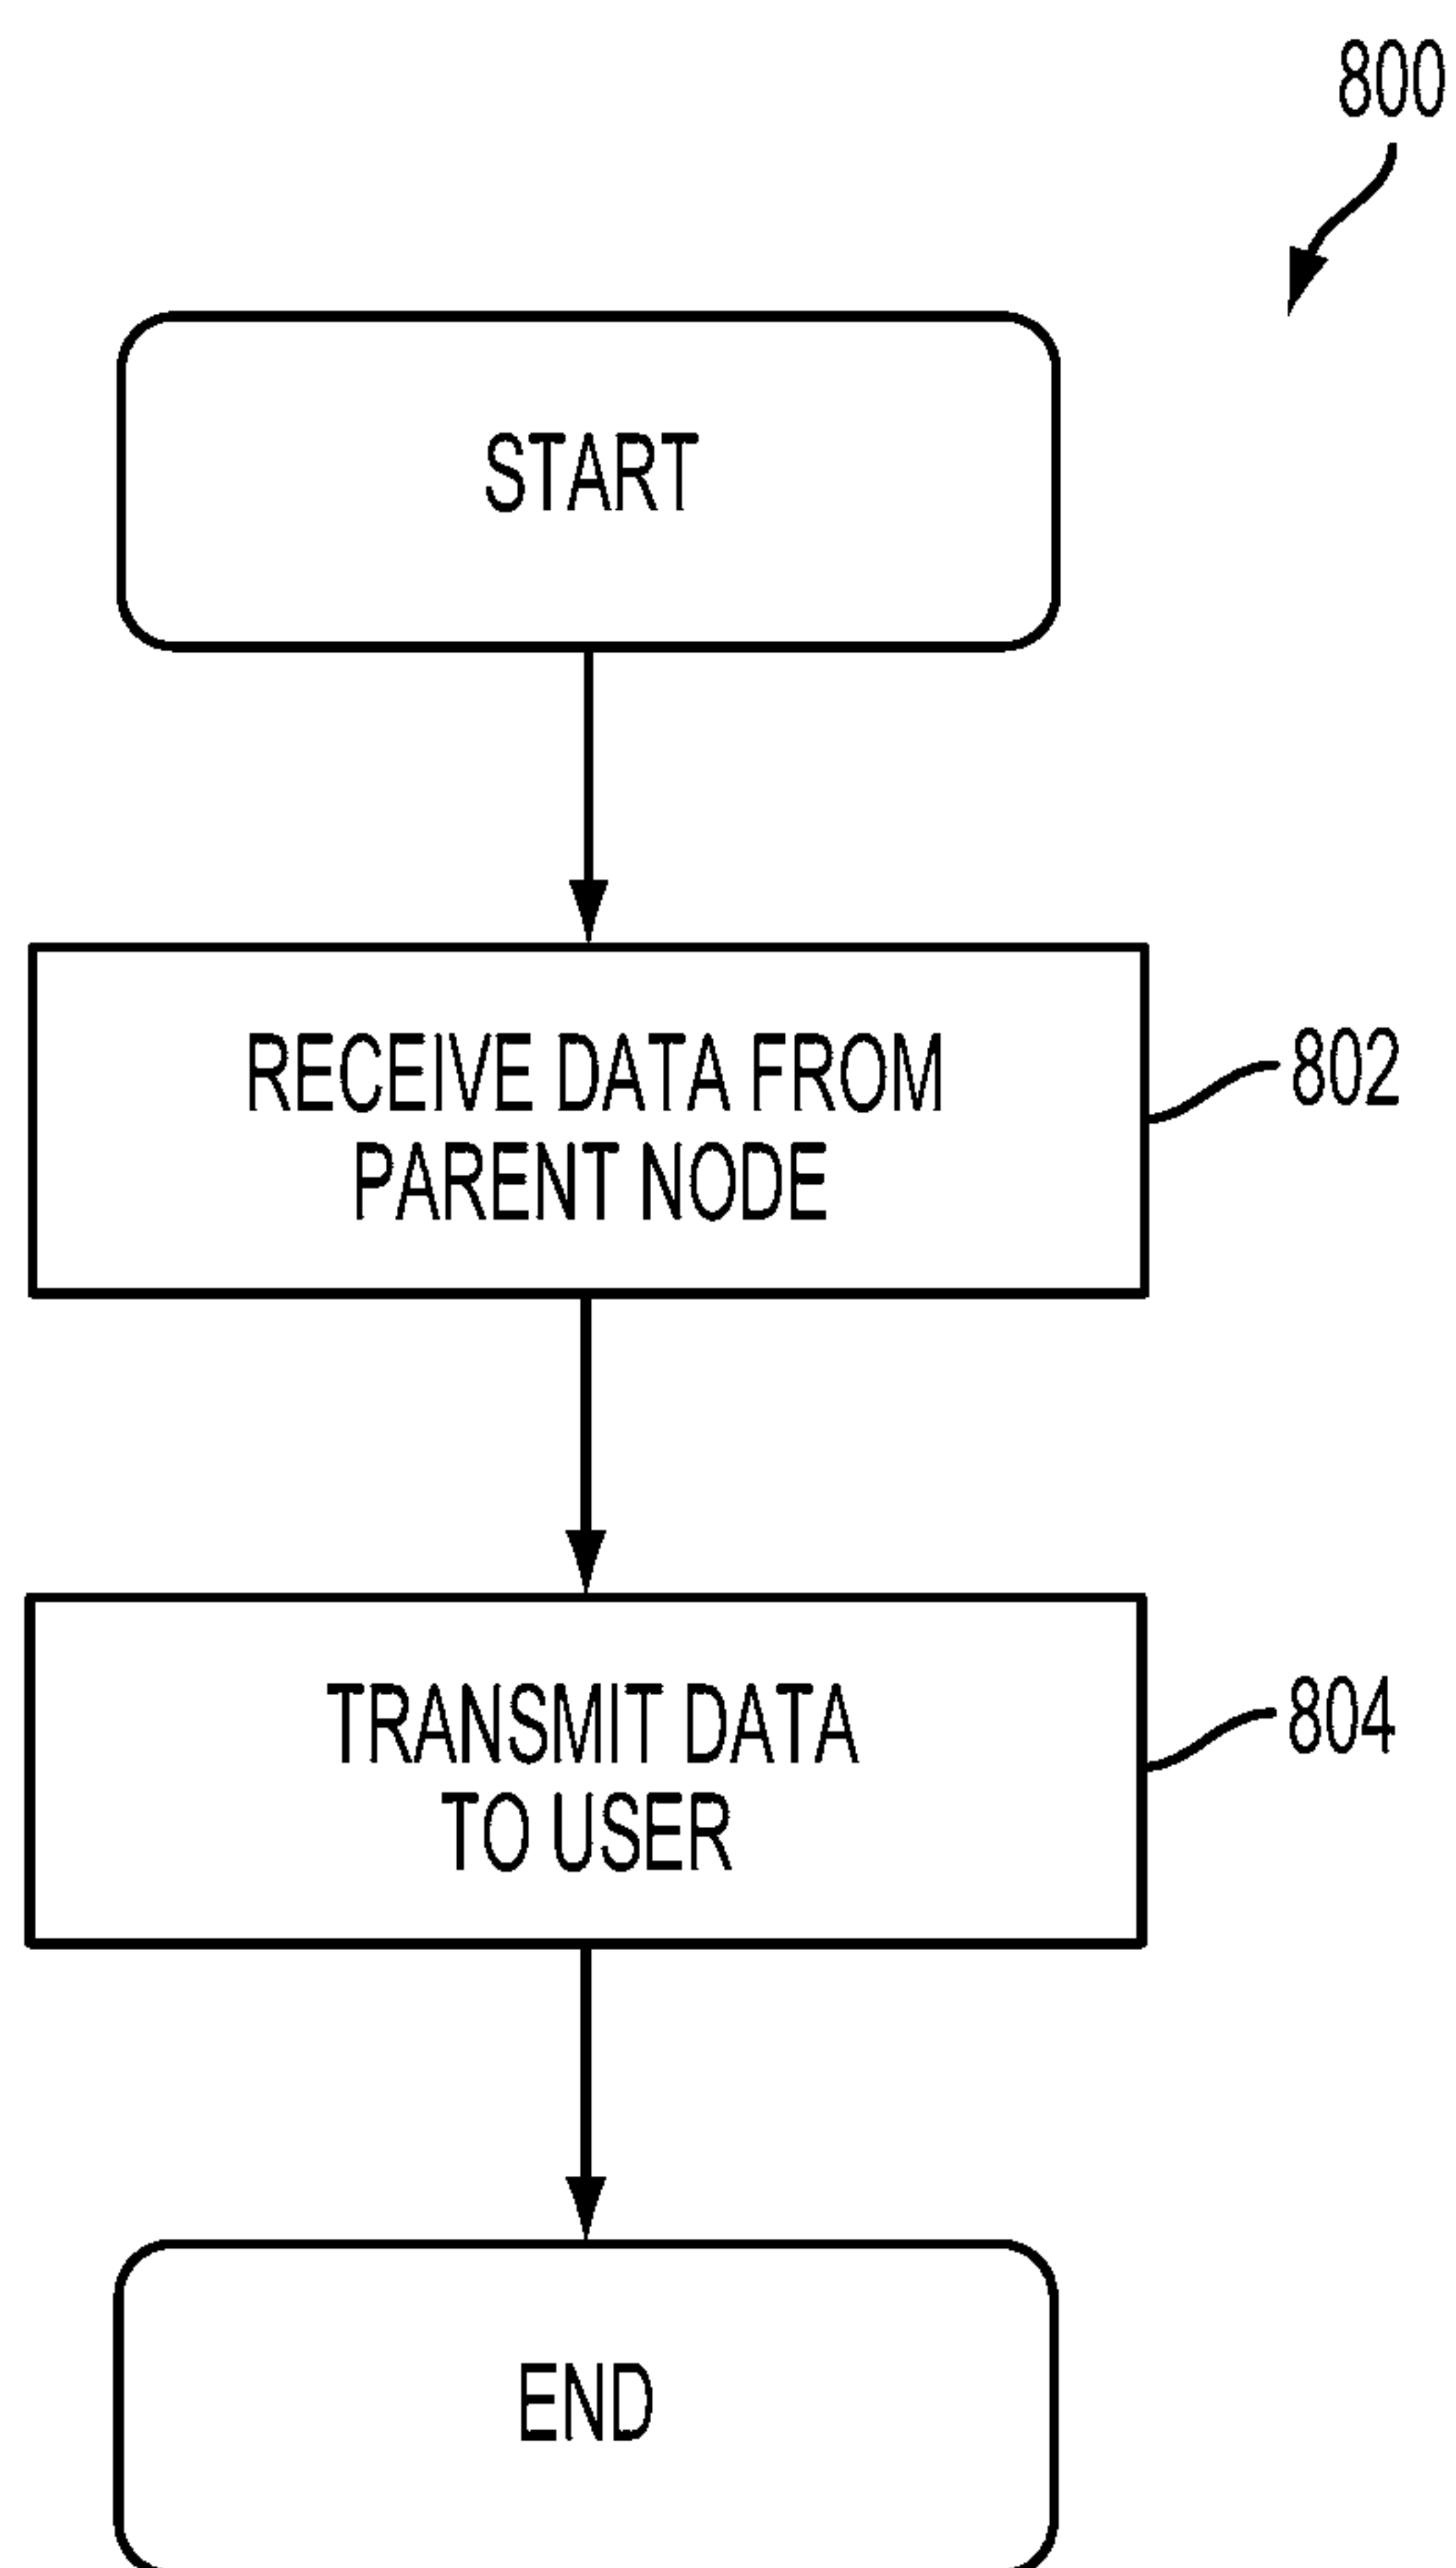 800
START
RECEIVE DATA FROM
PARENT NODE
802
TRANSMIT DATA
TO USER
804
END